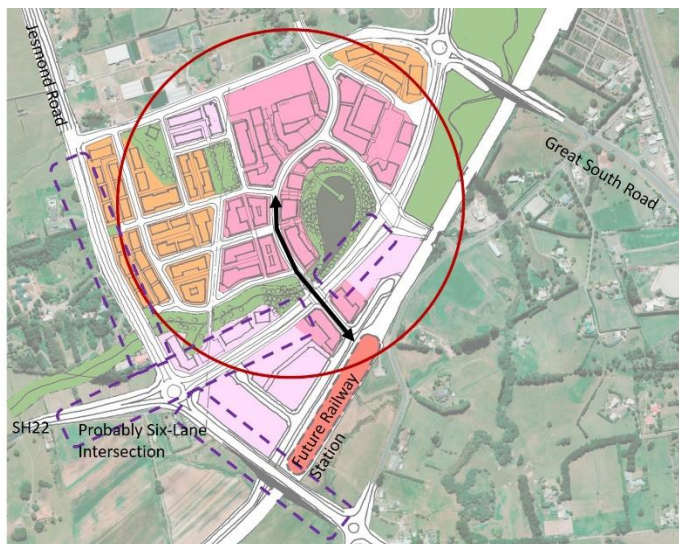 Jesmond Road
Great South Road
SH22
Probably Six-Lane
Intersection
Future Railway
Station